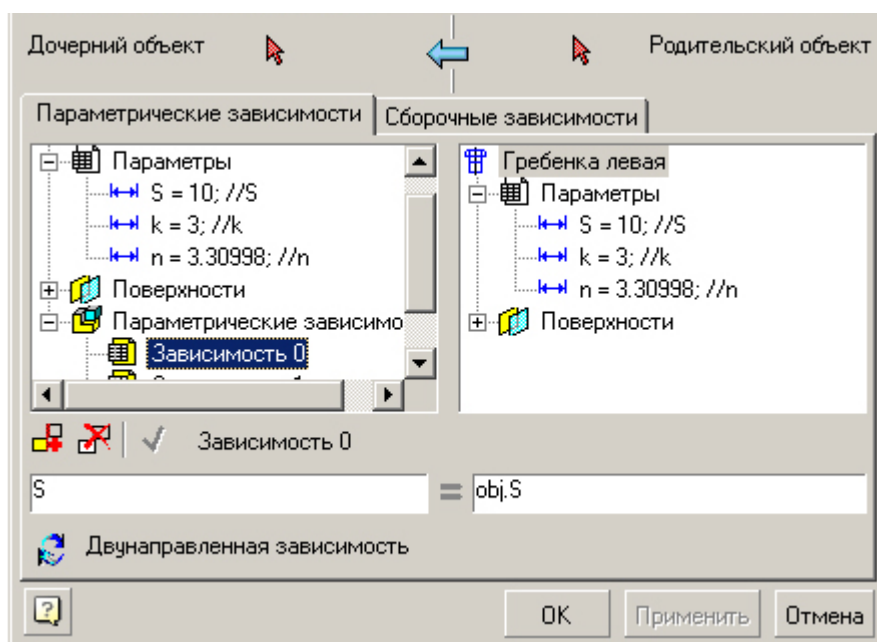 Дочерний объект
Родительский объект
Параметрические зависимости
Сборочные зависимости
Параметры
S = 10; //S
k = 3; //k
n = 3.30998; //n
Поверхности
Параметрические зависимо
Зависимость 0
Гребенка левая
Параметры
S = 10; //S
k = 3; //k
n = 3.30998; //n
Поверхности
Зависимость 0
S
=
obj.S
Двунаправленная зависимость
?
OK
Применить
Отмена